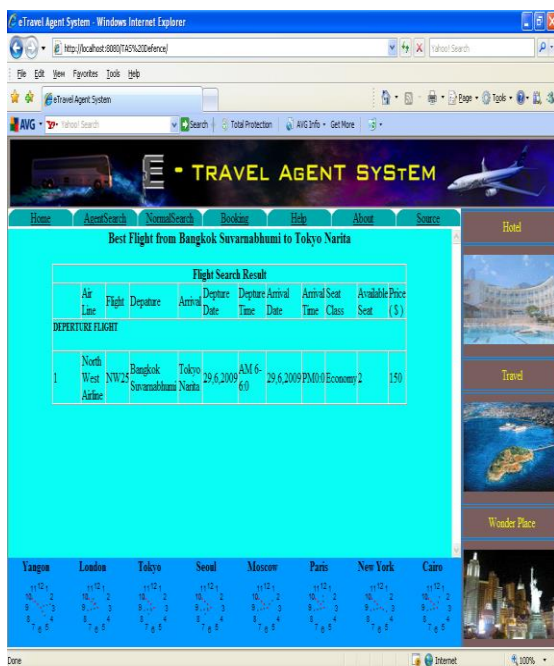 eTravel Agent System - Windows Internet Explorer
http://localhost:8080/TAS%20Defence/
Yahoo! Search
File Edit View Favorites Tools Help
eTravel Agent System
Page Tools
AVG Yahoo! Search Search Total Protection AVG Info Get More
E - TRAVEL AGENT SYSTEM
Home AgentSearch NormalSearch Booking Help About Source
Best Flight from Bangkok Suvarnabhumi to Tokyo Narita
Flight Search Result
Air Line Flight Depature Arrival Depture Date Depture Time Arrival Date Arrival Time Seat Class Available Seat Price ( $ )
DEPERTURE FLIGHT
1 North West Airline NW25 Bangkok Suvarnabhumi Tokyo Narita 29,6,2009 AM 6-6:0 29,6,2009 PM0:0 Economy 2 150
Hotel
Travel
Wonder Place
Yangon London Tokyo Seoul Moscow Paris New York Cairo
Done
Internet
100%